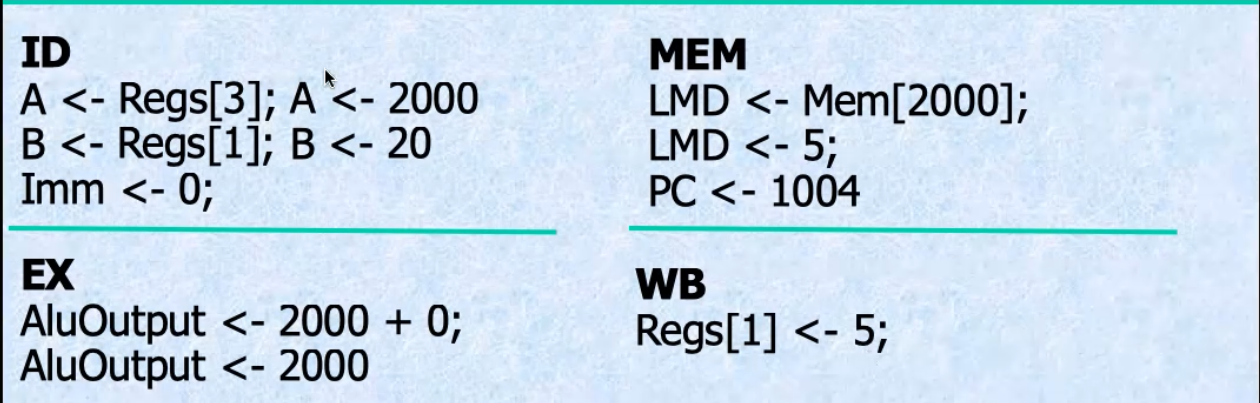 ID
A <- Regs[3]; A <- 2000
B <- Regs[1]; B <- 20
Imm <- 0;
EX
AluOutput <- 2000 + 0;
AluOutput <- 2000
MEM
LMD <- Mem[2000];
LMD <- 5;
PC <- 1004
WB
Regs[1] <- 5;